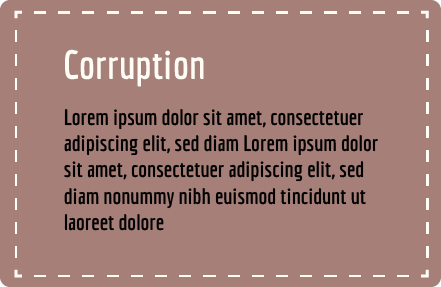 Corruption
Lorem ipsum dolor sit amet, consectetuer
adipiscing elit, sed diam Lorem ipsum dolor
sit amet, consectetuer adipiscing elit, sed
diam nonummy nibh euismod tincidunt ut
laoreet dolore